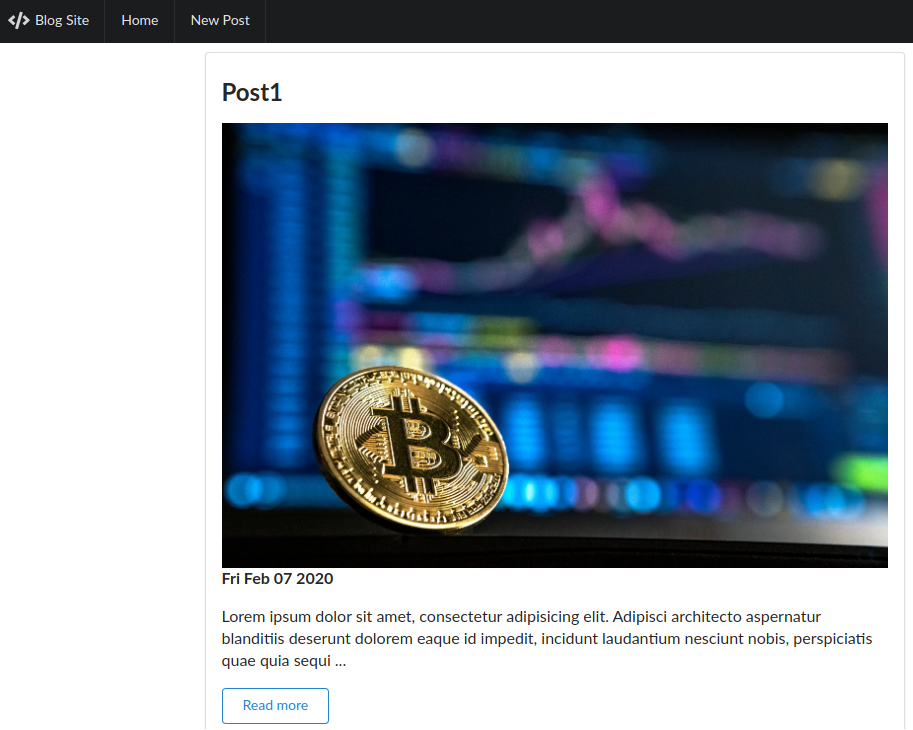 Blog Site Home New Post
Post1
Fri Feb 07 2020
Lorem ipsum dolor sit amet, consectetur adipisicing elit. Adipisci architecto aspernatur
blanditiis deserunt dolorem eaque id impedit, incidunt laudantium nesciunt nobis, perspiciatis
quae quia sequi ...
Read more